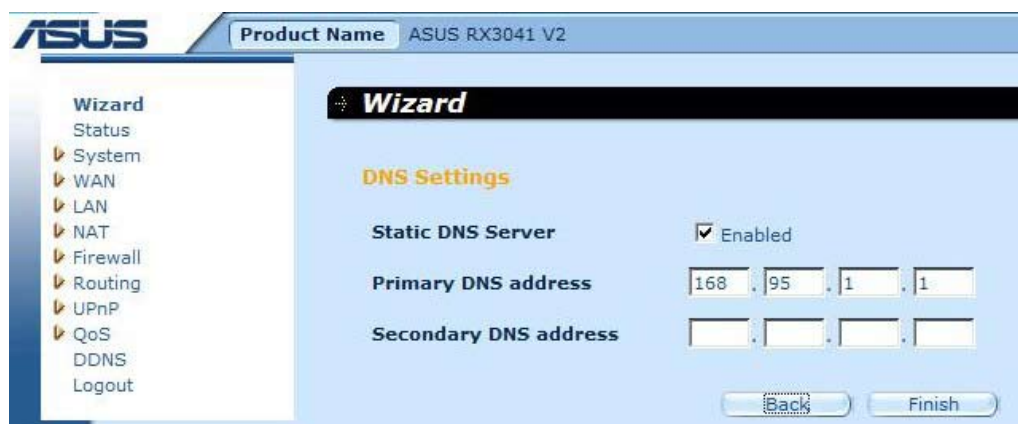 ASUS
Product Name ASUS RX3041 V2
Wizard
Status
System
WAN
LAN
NAT
Firewall
Routing
UPnP
QoS
DDNS
Logout
Wizard
DNS Settings
Static DNS Server Enabled
Primary DNS address 168 . 95 . 1 . 1
Secondary DNS address . . .
Back Finish